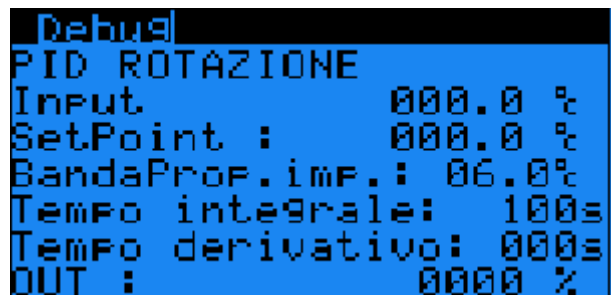 Debug
PID ROTAZIONE
Input 000.0 %
SetPoint : 000.0 %
BandaProp.imp.: 06.0%
Tempo integrale: 100s
Tempo derivativo: 000s
OUT : 0000 %